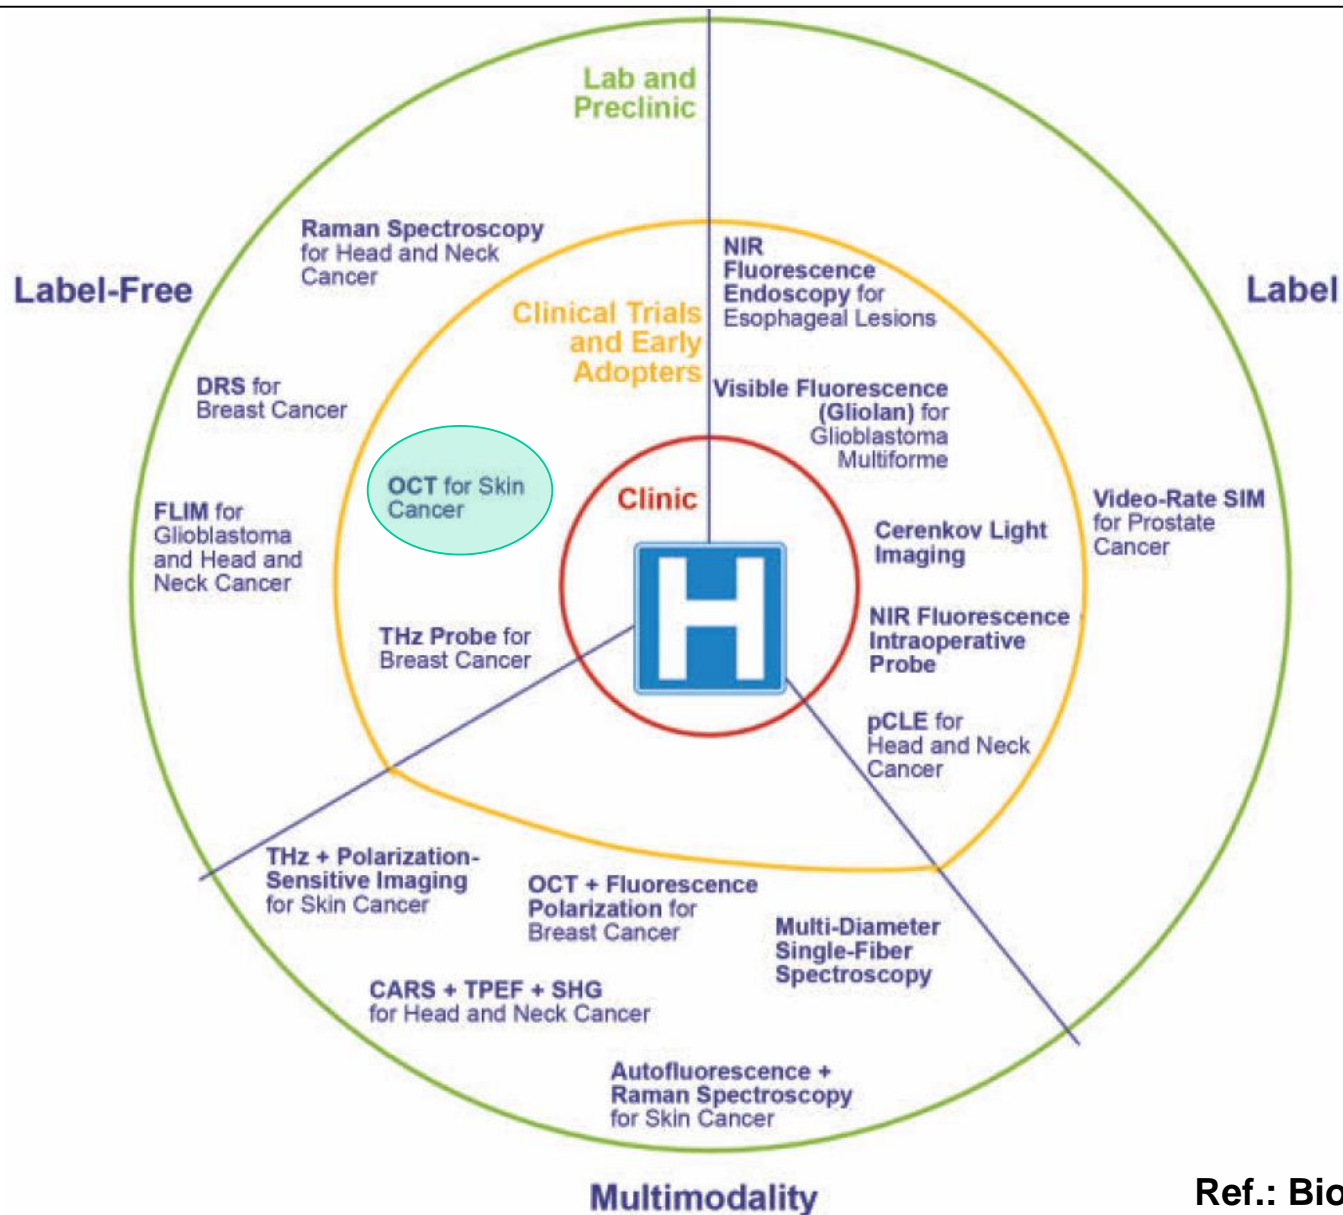 Lab and
Preclinic
Raman Spectroscopy
for Head and Neck
Cancer
Label-Free
Label
NIR
Fluorescence
Endoscopy for
Esophageal Lesions
Clinical Trials
and Early
Adopters
DRS for
Breast Cancer
Visible Fluorescence
(Gliolan) for
Glioblastoma
Multiforme
OCT for Skin
Cancer
Clinic
FLIM for
Glioblastoma
and Head and
Neck Cancer
Video-Rate SIM
for Prostate
Cancer
Cerenkov Light
Imaging
H
THz Probe for
Breast Cancer
NIR Fluorescence
Intraoperative
Probe
pCLE for
Head and Neck
Cancer
THz + Polarization-
Sensitive Imaging
for Skin Cancer
OCT + Fluorescence
Polarization for
Breast Cancer
Multi-Diameter
Single-Fiber
Spectroscopy
CARS + TPEF + SHG
for Head and Neck Cancer
Autofluorescence +
Raman Spectroscopy
for Skin Cancer
Multimodality
Ref.: Bio